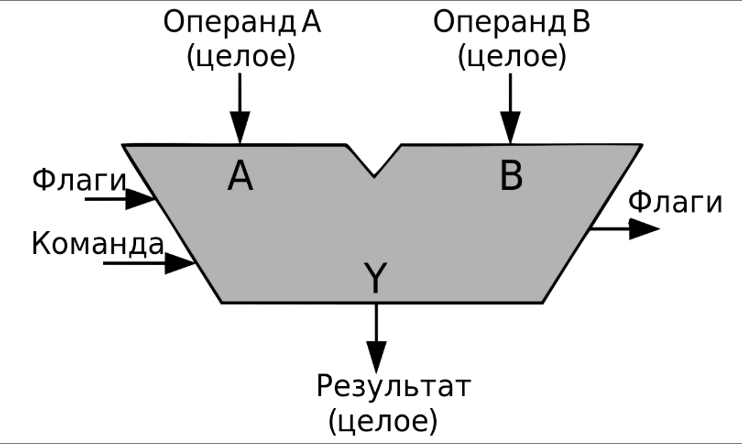 Операнд A
(целое)
Операнд B
(целое)
A
B
Флаги
Флаги
Команда
Y
Результат
(целое)